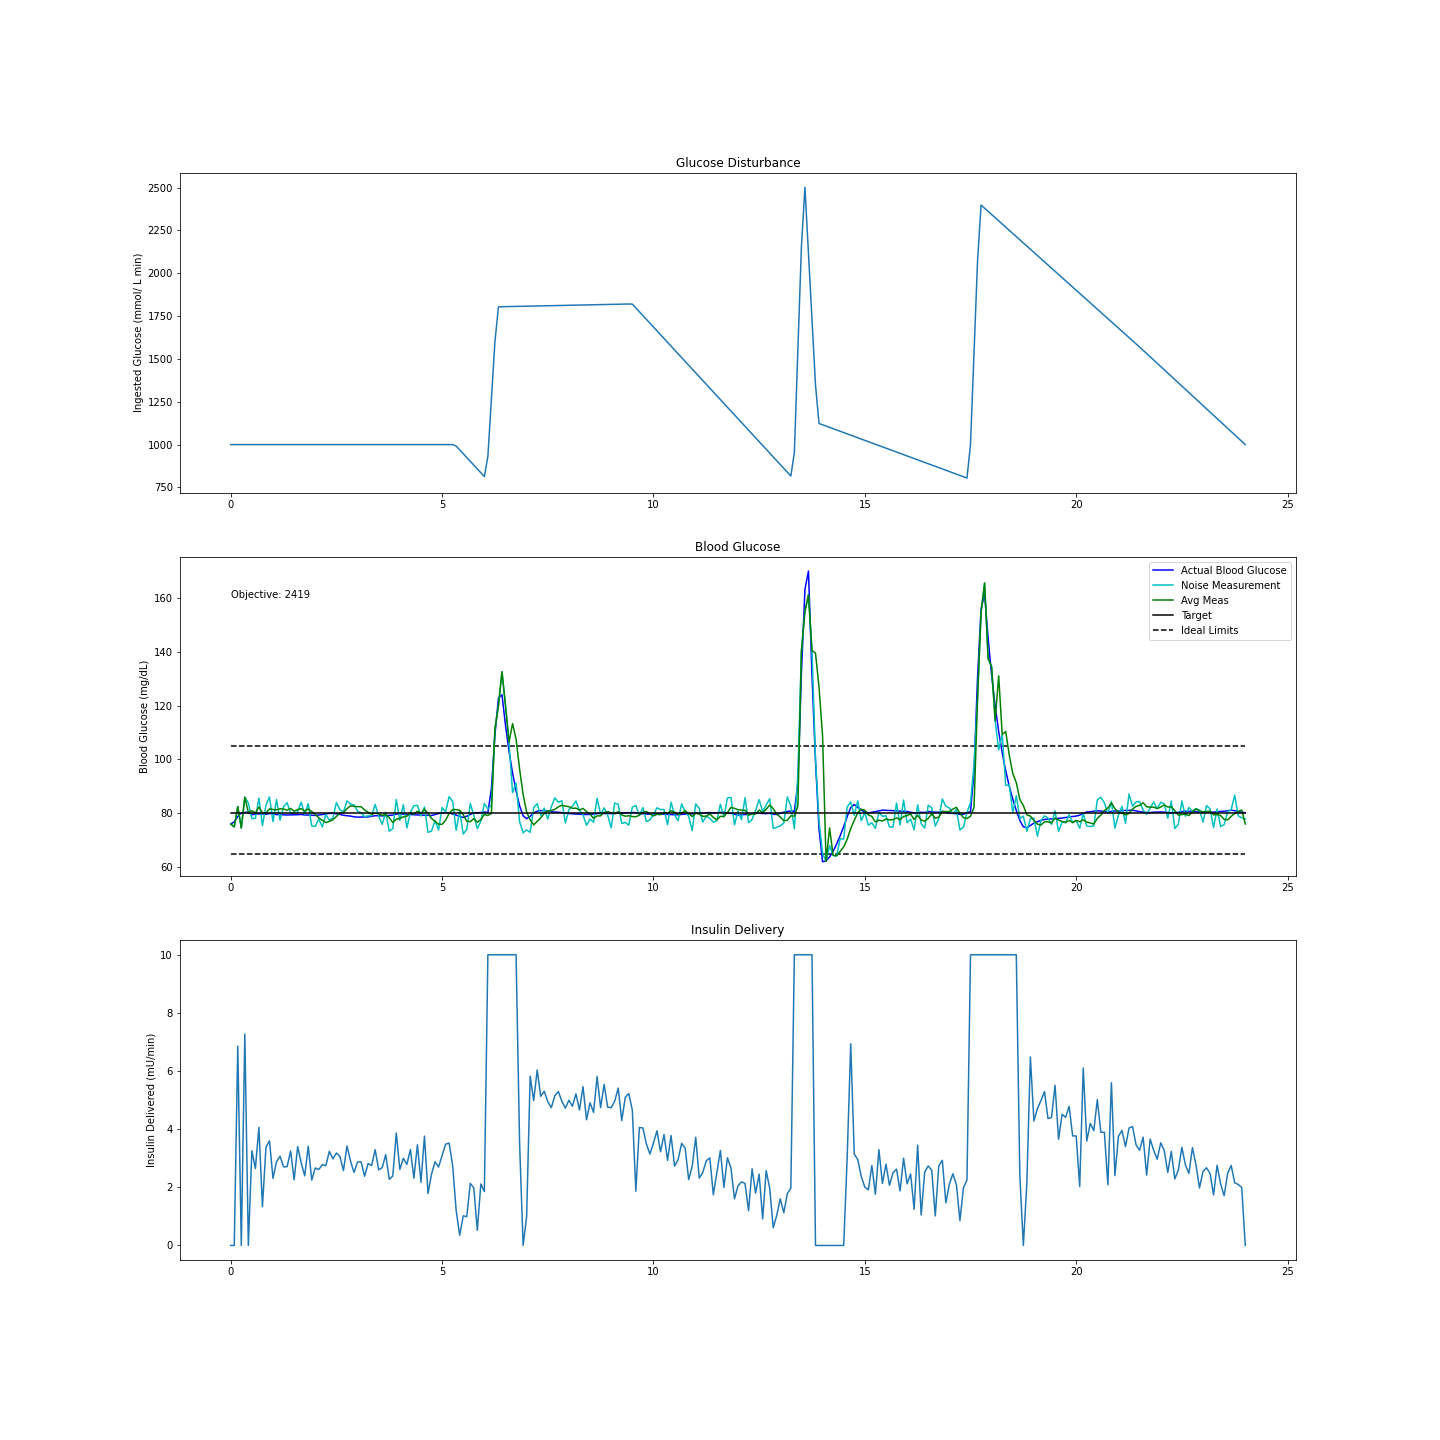 Glucose Disturbance
Ingested Glucose (mmol/ L min)
2500
2250
2000
1750
1500
1250
1000
750
0 5 10 15 20 25
Blood Glucose
Blood Glucose (mg/dL)
160
140
120
100
80
60
Objective: 2419
Actual Blood Glucose
Noise Measurement
Avg Meas
Target
Ideal Limits
0 5 10 15 20 25
Insulin Delivery
Insulin Delivered (mU/min)
10
8
6
4
2
0
0 5 10 15 20 25